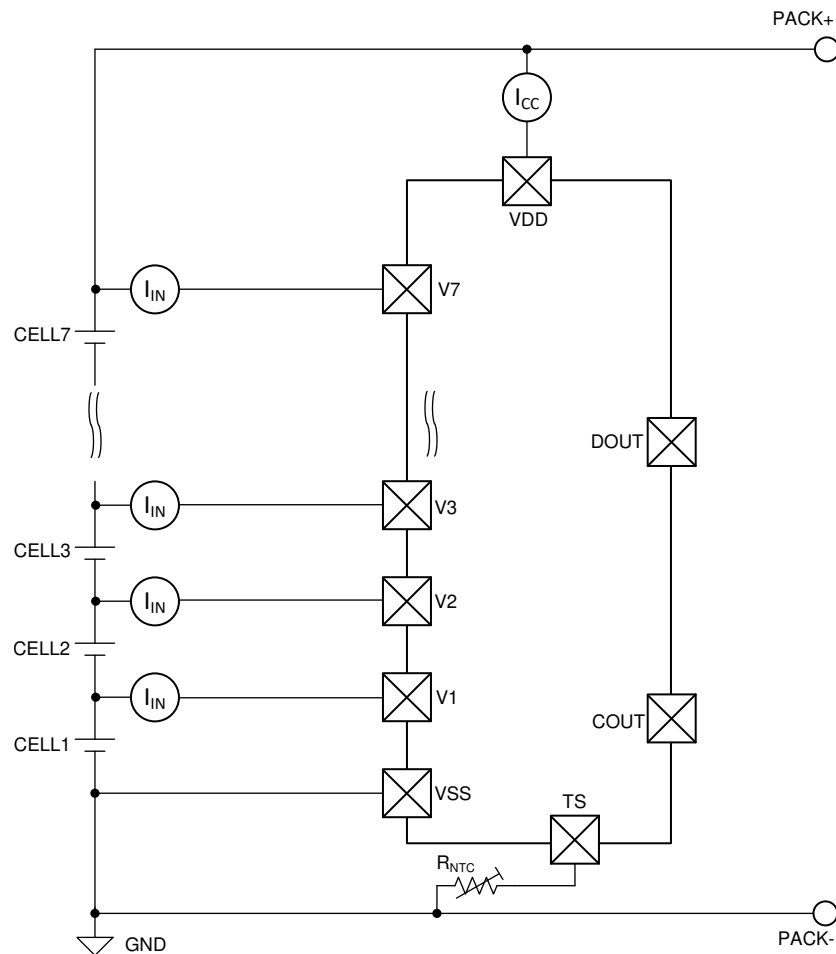 PACK+
ICC
VDD
IIN
V7
CELL7
DOUT
IIN
V3
CELL3
IIN
V2
CELL2
IIN
V1
COUT
CELL1
VSS
TS
RNTC
GND
PACK-